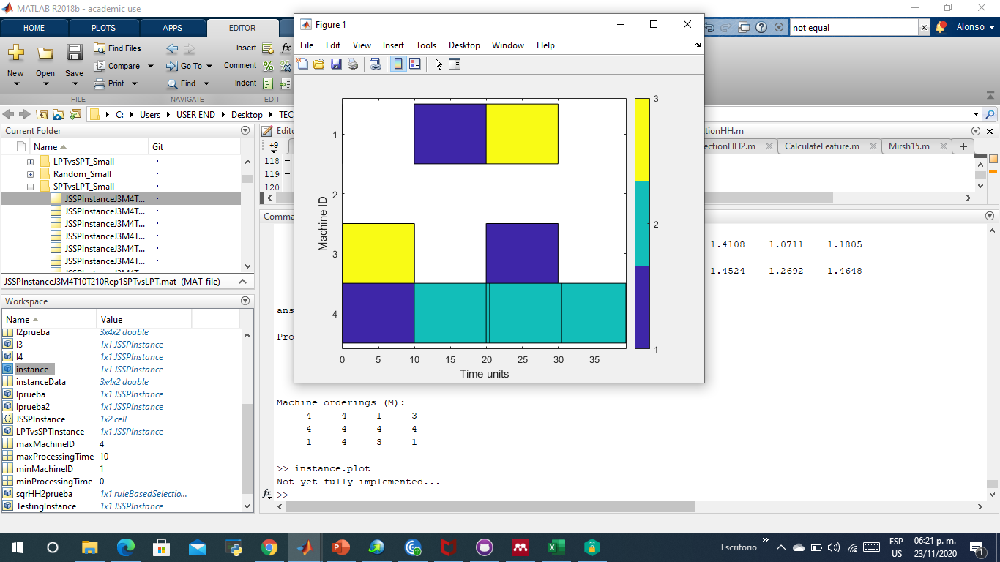 MATLAB R2018b - academic use
HOME PLOTS APPS EDITOR
not equal
Alonso
New Open Save
Find Files
Compare
Print
FILE
Go To
Find
NAVIGATE
Insert fx
Comment
Indent
EDIT
C: Users USER END Desktop TEC
Current Folder
Name Git
LPTvsSPT_Small
Random_Small
SPTvsLPT_Small
JSSPInstanceJ3M4T...
JSSPInstanceJ3M4T...
JSSPInstanceJ3M4T...
JSSPInstanceJ3M4T...
JSSPInstanceJ3M4T...
JSSPInstanceJ3M4T...
JSSPInstanceJ3M4T10T210Rep1SPTvsLPT.mat (MAT-file)
Workspace
Name Value
I2prueba 3x4x2 double
I3 1x1 JSSPInstance
I4 1x1 JSSPInstance
instance 1x1 JSSPInstance
instanceData 3x4x2 double
Iprueba 1x1 JSSPInstance
Iprueba2 1x1 JSSPInstance
JSSPInstance 1x2 cell
LPTvsSPTInstance 1x1 JSSPInstance
maxMachineID 4
maxProcessingTime 10
minMachineID 1
minProcessingTime 0
sqrHH2prueba 1x1 ruleBasedSelectio...
TestingInstance 1x1 JSSPInstance
Edito
ctionHH.m
+9
ectionHH2.m CalculateFeature.m Mirsh15.m
118 -
119 -
120 -
Comma
1.4108 1.0711 1.1805
1.4524 1.2692 1.4648
ans
Pro
Machine orderings (M):
4 4 1 3
4 4 4 4
1 4 3 1
>> instance.plot
Not yet fully implemented...
fx >>
Figure 1
File Edit View Insert Tools Desktop Window Help
Machine ID
1
2
3
4
0 5 10 15 20 25 30 35
Time units
3
2
1
Escritorio
ESP
US
06:21 p. m.
23/11/2020
1